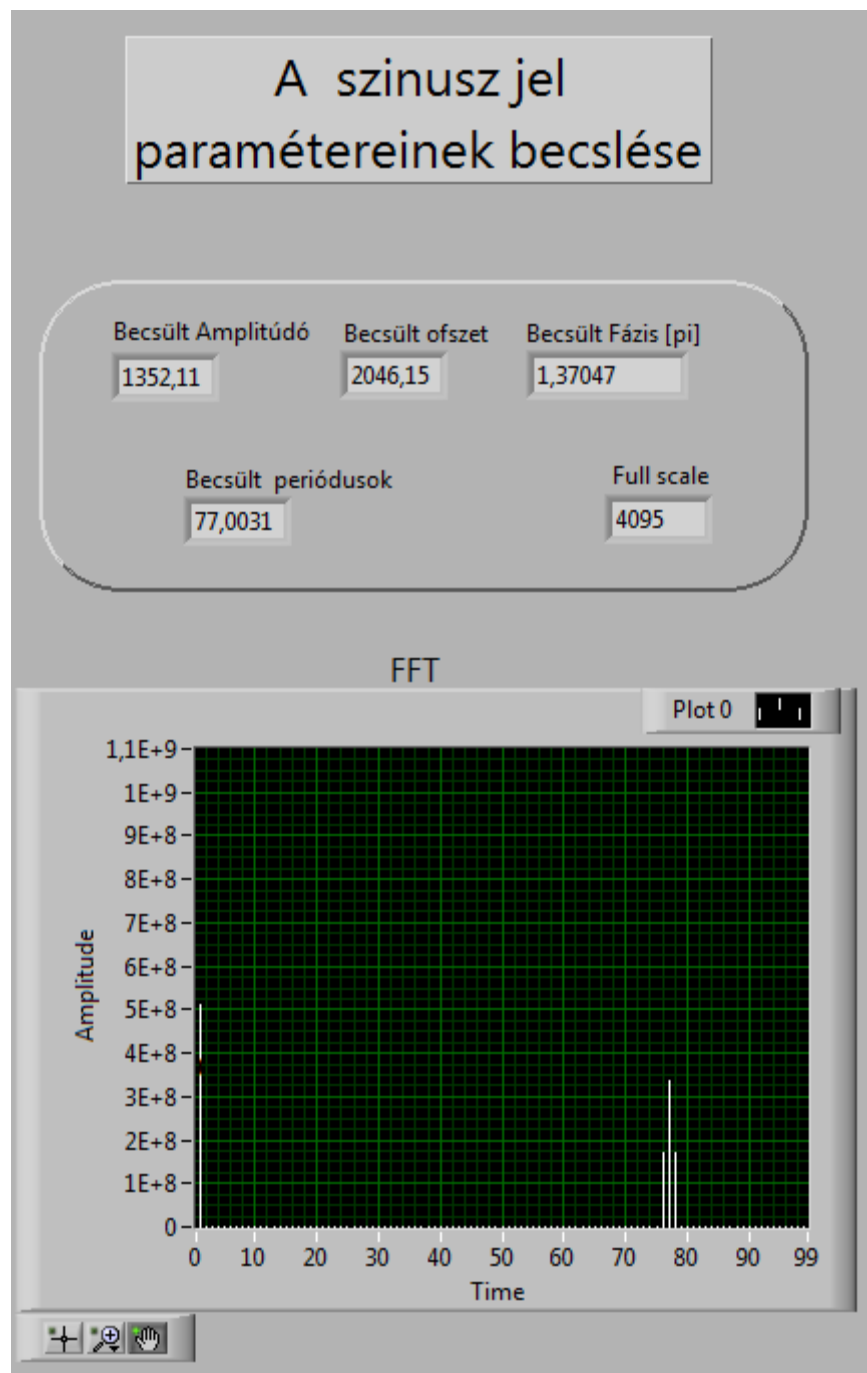 A szinusz jel
paramétereinek becslése
Becsült Amplitúdó
Becsült ofszet
Becsült Fázis [pi]
1352,11
2046,15
1,37047
Becsült periódusok
Full scale
77,0031
4095
FFT
Plot 0
1,1E+9
1E+9
9E+8
8E+8
7E+8
6E+8
5E+8
4E+8
3E+8
2E+8
1E+8
0
Amplitude
0 10 20 30 40 50 60 70 80 90 99
Time